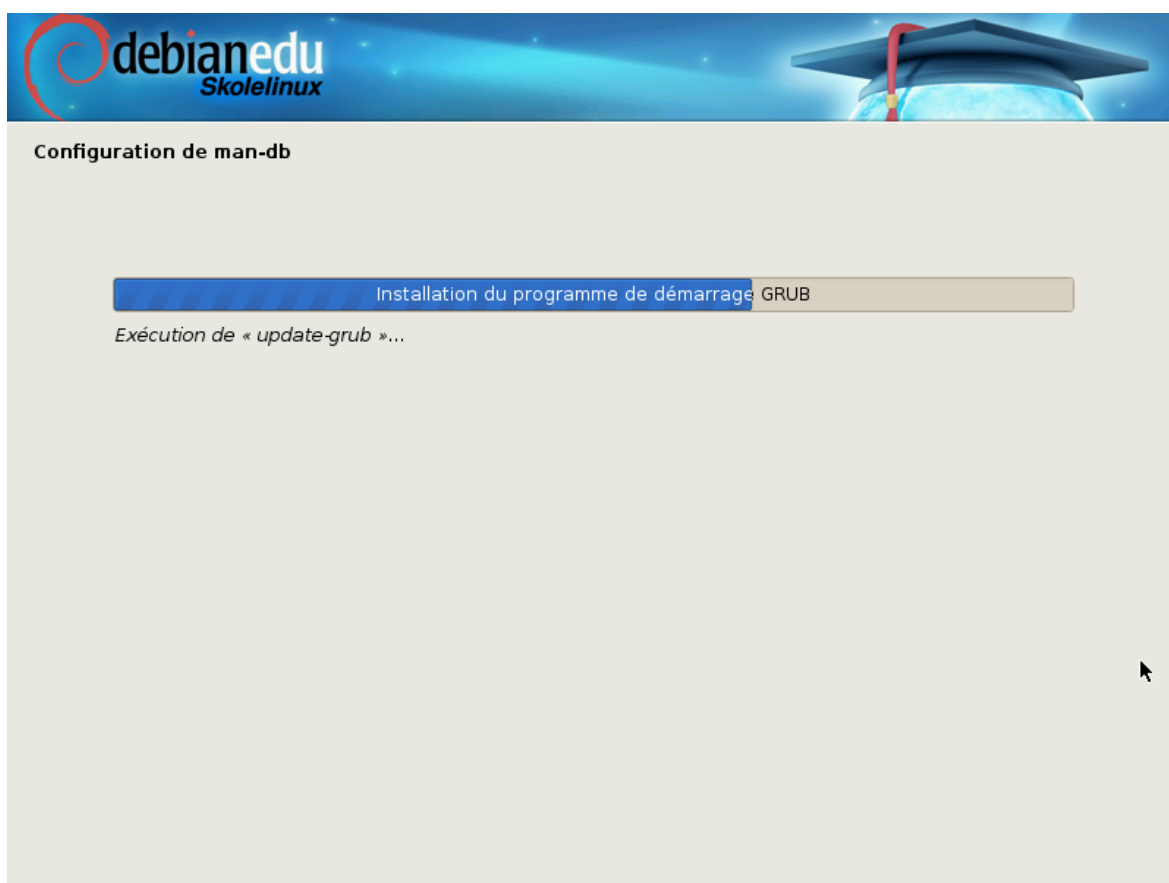 debianedu
Skolelinux
Configuration de man-db
Installation du programme de démarrage GRUB
Exécution de « update-grub »...